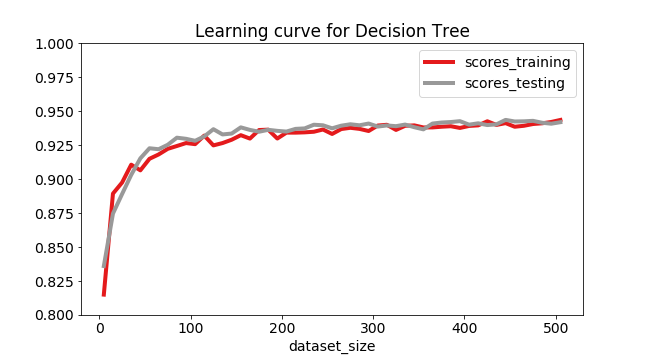 Learning curve for Decision Tree
1.000
0.975
0.950
0.925
0.900
0.875
0.850
0.825
0.800
scores_training
scores_testing
0 100 200 300 400 500
dataset_size